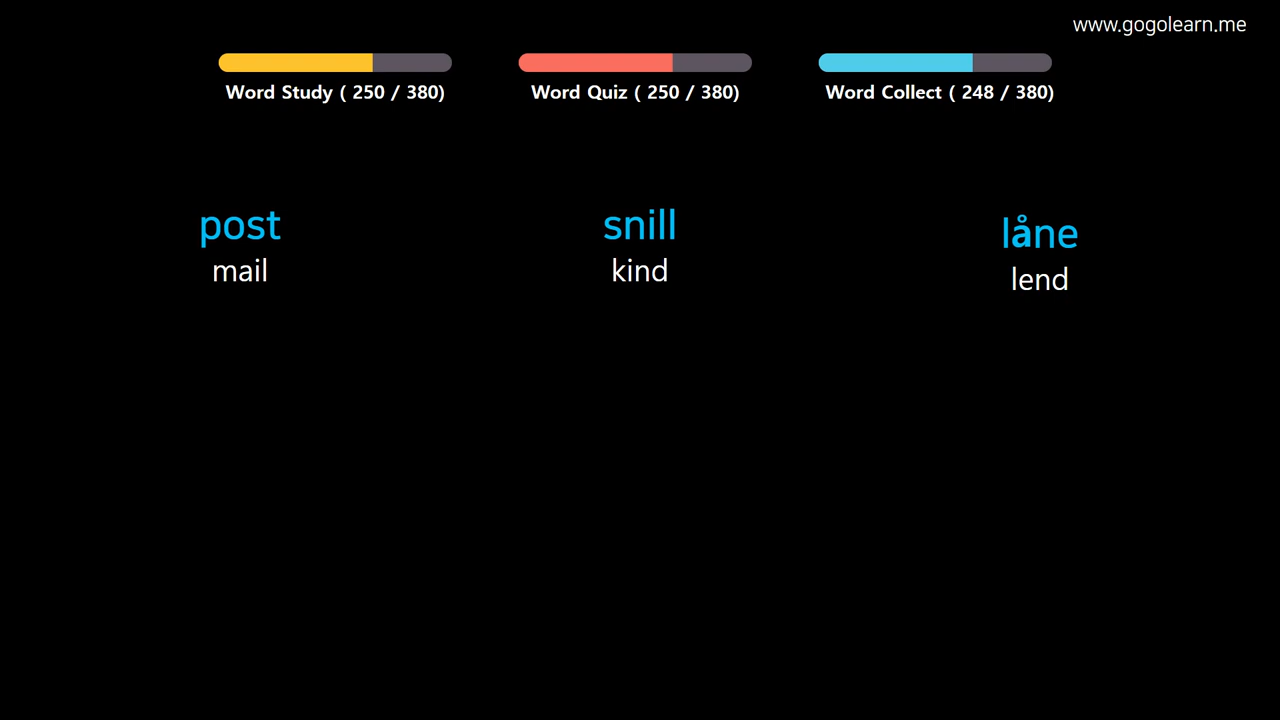 www.gogolearn.me
Word Study ( 250 / 380)
Word Quiz ( 250 / 380)
Word Collect ( 248 / 380)
post
mail
snill
kind
låne
lend